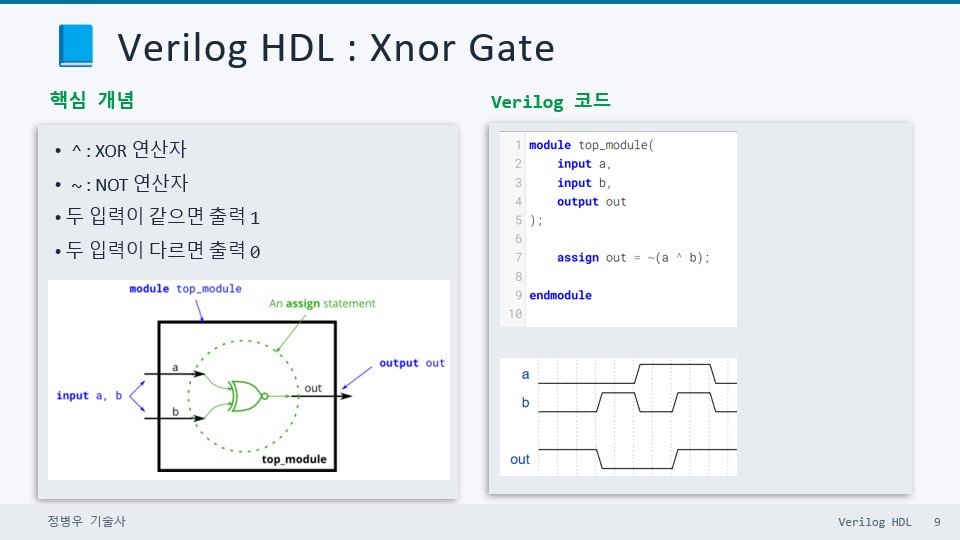 Verilog HDL : Xnor Gate
핵심 개념
• ^ : XOR 연산자
• ~ : NOT 연산자
• 두 입력이 같으면 출력 1
• 두 입력이 다르면 출력 0
module top_module
An assign statement
input a, b
a
b
out
output out
top_module
Verilog 코드
1 module top_module(
2 input a,
3 input b,
4 output out
5 );
6
7 assign out = ~(a ^ b);
8
9 endmodule
10
a
b
out
정병우 기술사
Verilog HDL 9